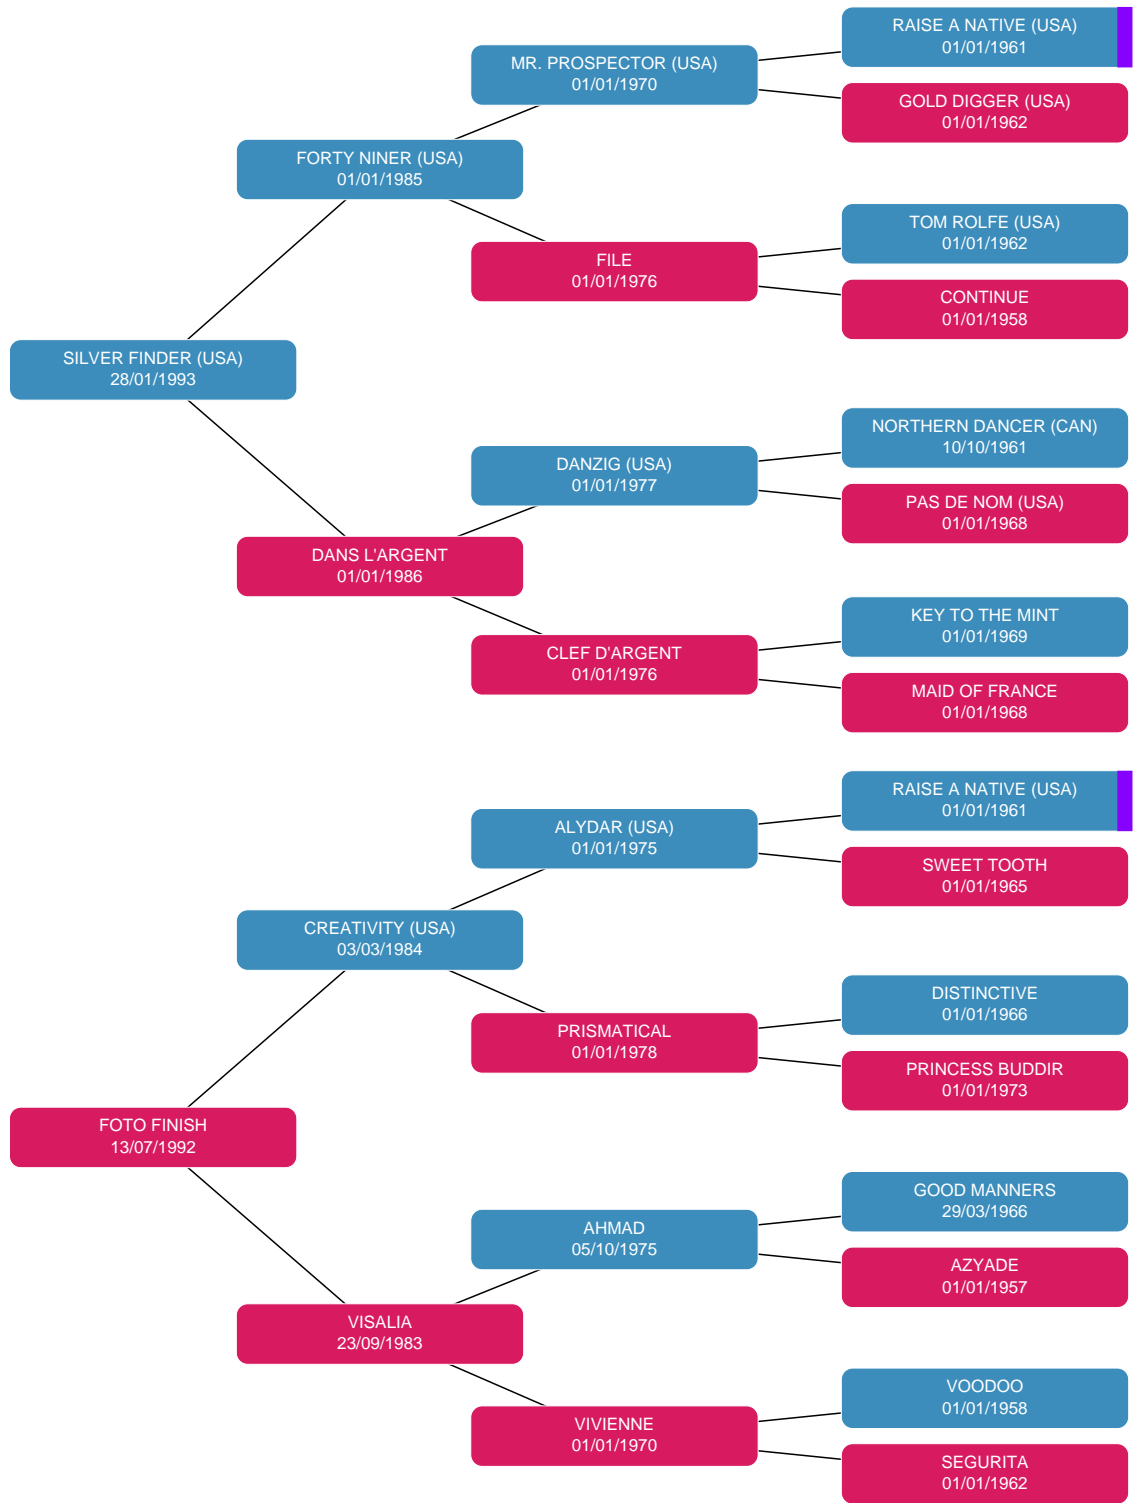 RAISE A NATIVE (USA)
01/01/1961
MR. PROSPECTOR (USA)
01/01/1970
GOLD DIGGER (USA)
01/01/1962
FORTY NINER (USA)
01/01/1985
TOM ROLFE (USA)
01/01/1962
FILE
01/01/1976
CONTINUE
01/01/1958
SILVER FINDER (USA)
28/01/1993
NORTHERN DANCER (CAN)
10/10/1961
DANZIG (USA)
01/01/1977
PAS DE NOM (USA)
01/01/1968
DANS L'ARGENT
01/01/1986
KEY TO THE MINT
01/01/1969
CLEF D'ARGENT
01/01/1976
MAID OF FRANCE
01/01/1968
RAISE A NATIVE (USA)
01/01/1961
ALYDAR (USA)
01/01/1975
SWEET TOOTH
01/01/1965
CREATIVITY (USA)
03/03/1984
DISTINCTIVE
01/01/1966
PRISMATICAL
01/01/1978
PRINCESS BUDDIR
01/01/1973
FOTO FINISH
13/07/1992
GOOD MANNERS
29/03/1966
AHMAD
05/10/1975
AZYADE
01/01/1957
VISALIA
23/09/1983
VOODOO
01/01/1958
VIVIENNE
01/01/1970
SEGURITA
01/01/1962